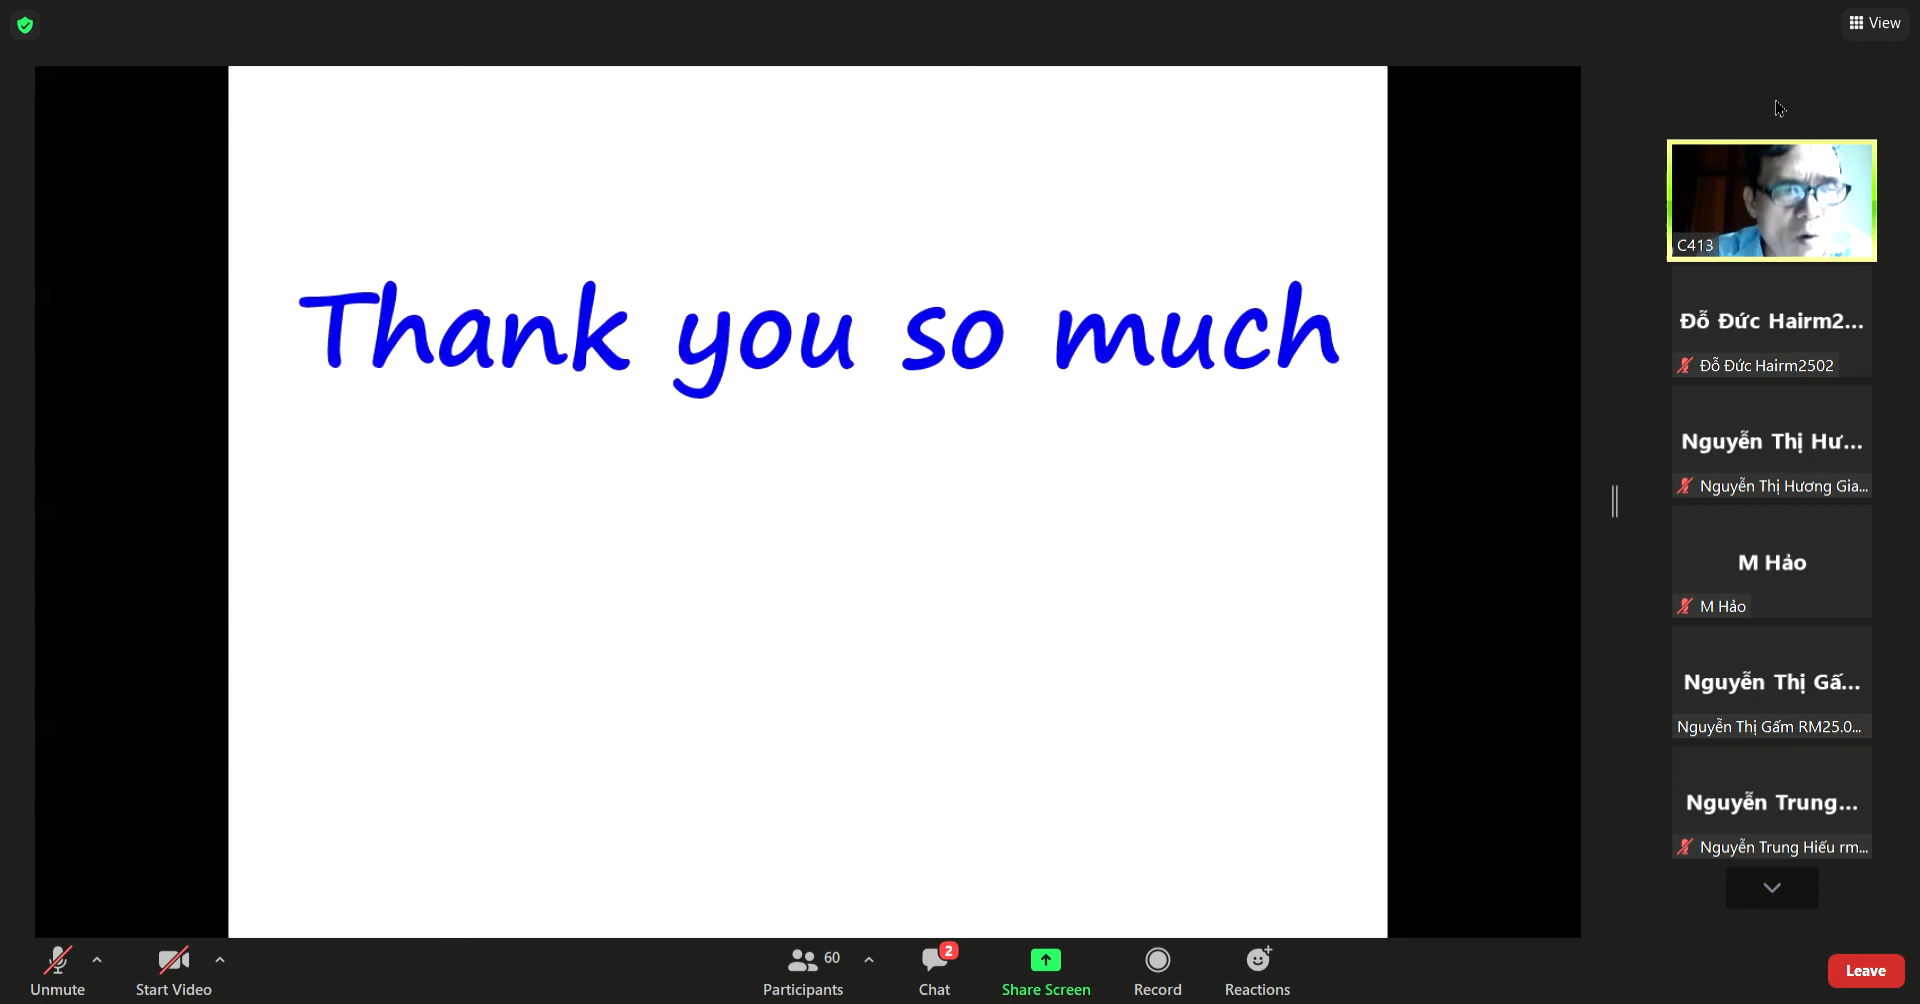 View
Thank you so much
C413
Đỗ Đức Hairm2...
Đỗ Đức Hairm2502
Nguyễn Thị Hư...
Nguyễn Thị Hương Gia...
M Hảo
M Hảo
Nguyễn Thị Gấ...
Nguyễn Thị Gấm RM25.0...
Nguyễn Trung...
Nguyễn Trung Hiếu rm...
60
2
Unmute
Start Video
Participants
Chat
Share Screen
Record
Reactions
Leave